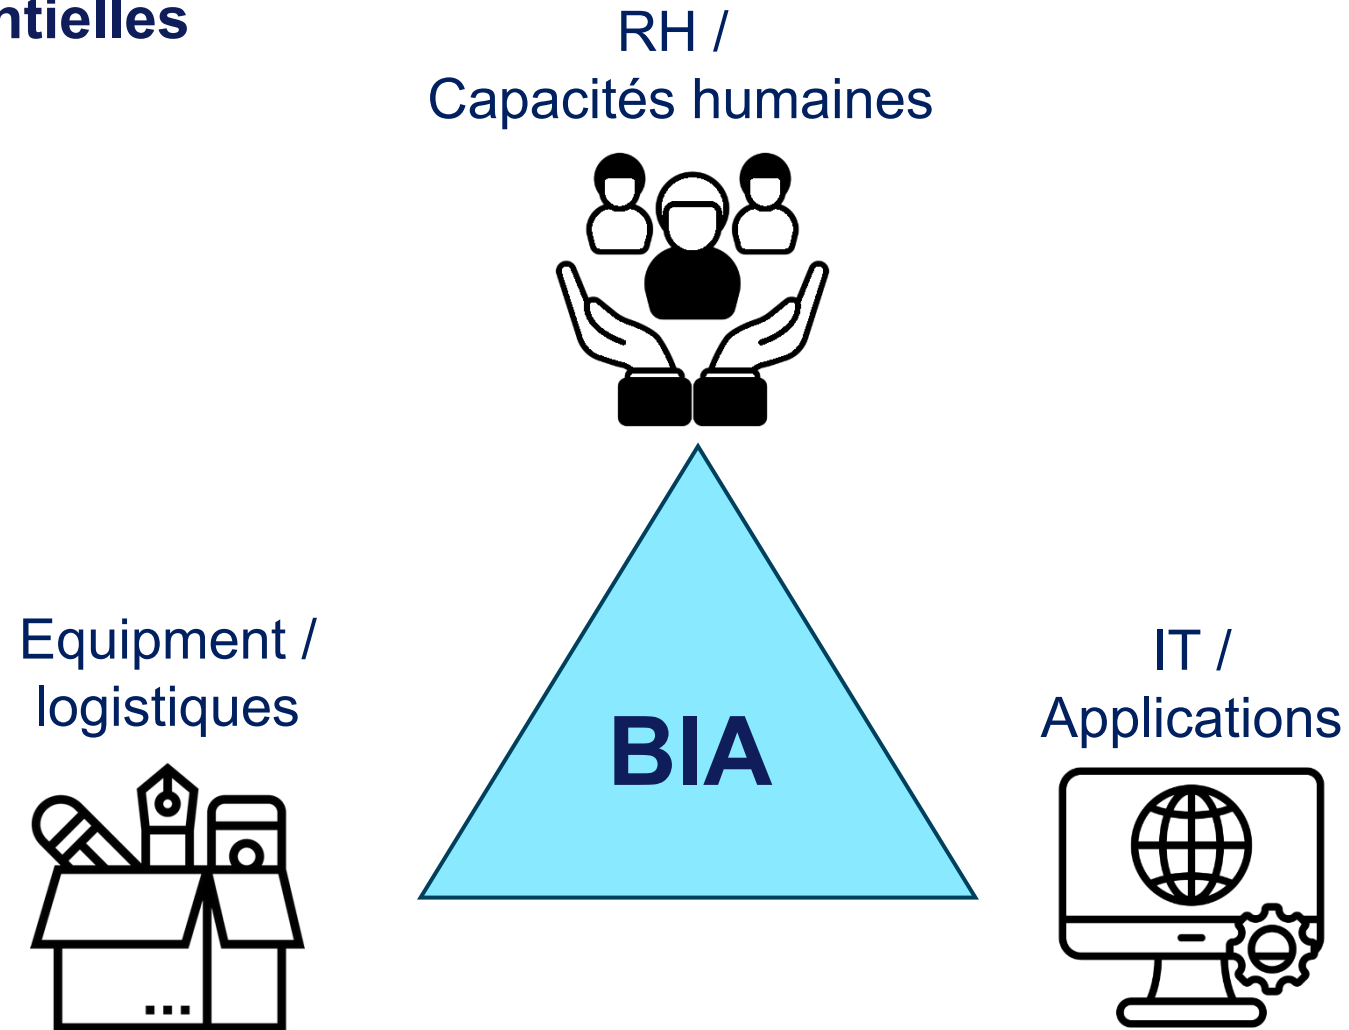 ntielles
RH /
Capacités humaines
Equipment /
logistiques
IT /
Applications
BIA